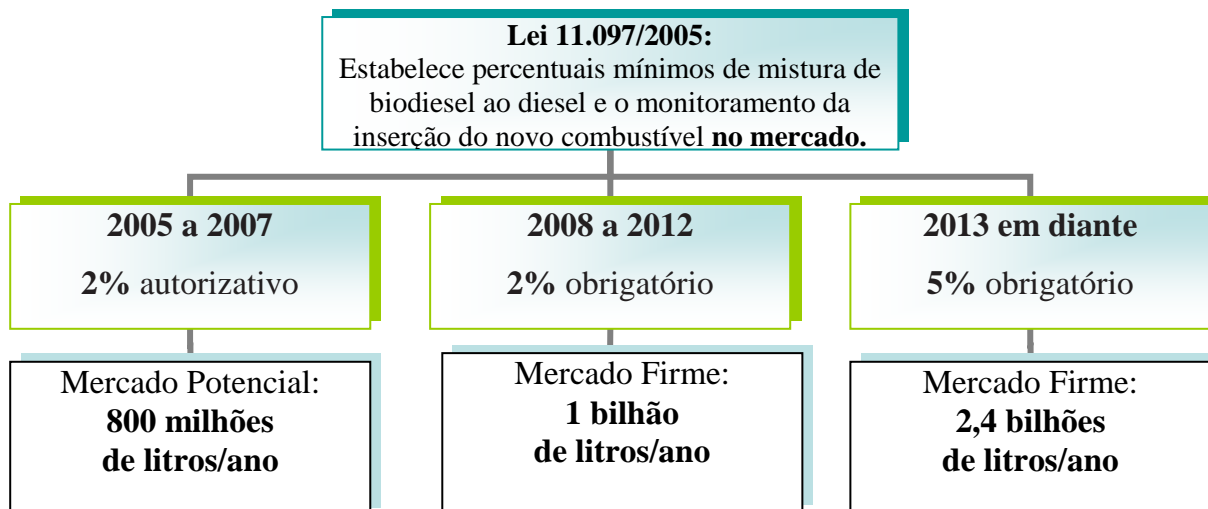 Lei 11.097/2005:
Estabelece percentuais mínimos de mistura de
biodiesel ao diesel e o monitoramento da
inserção do novo combustível no mercado.
2005 a 2007
2% autorizativo
2008 a 2012
2% obrigatório
2013 em diante
5% obrigatório
Mercado Potencial:
800 milhões
de litros/ano
Mercado Firme:
1 bilhão
de litros/ano
Mercado Firme:
2,4 bilhões
de litros/ano